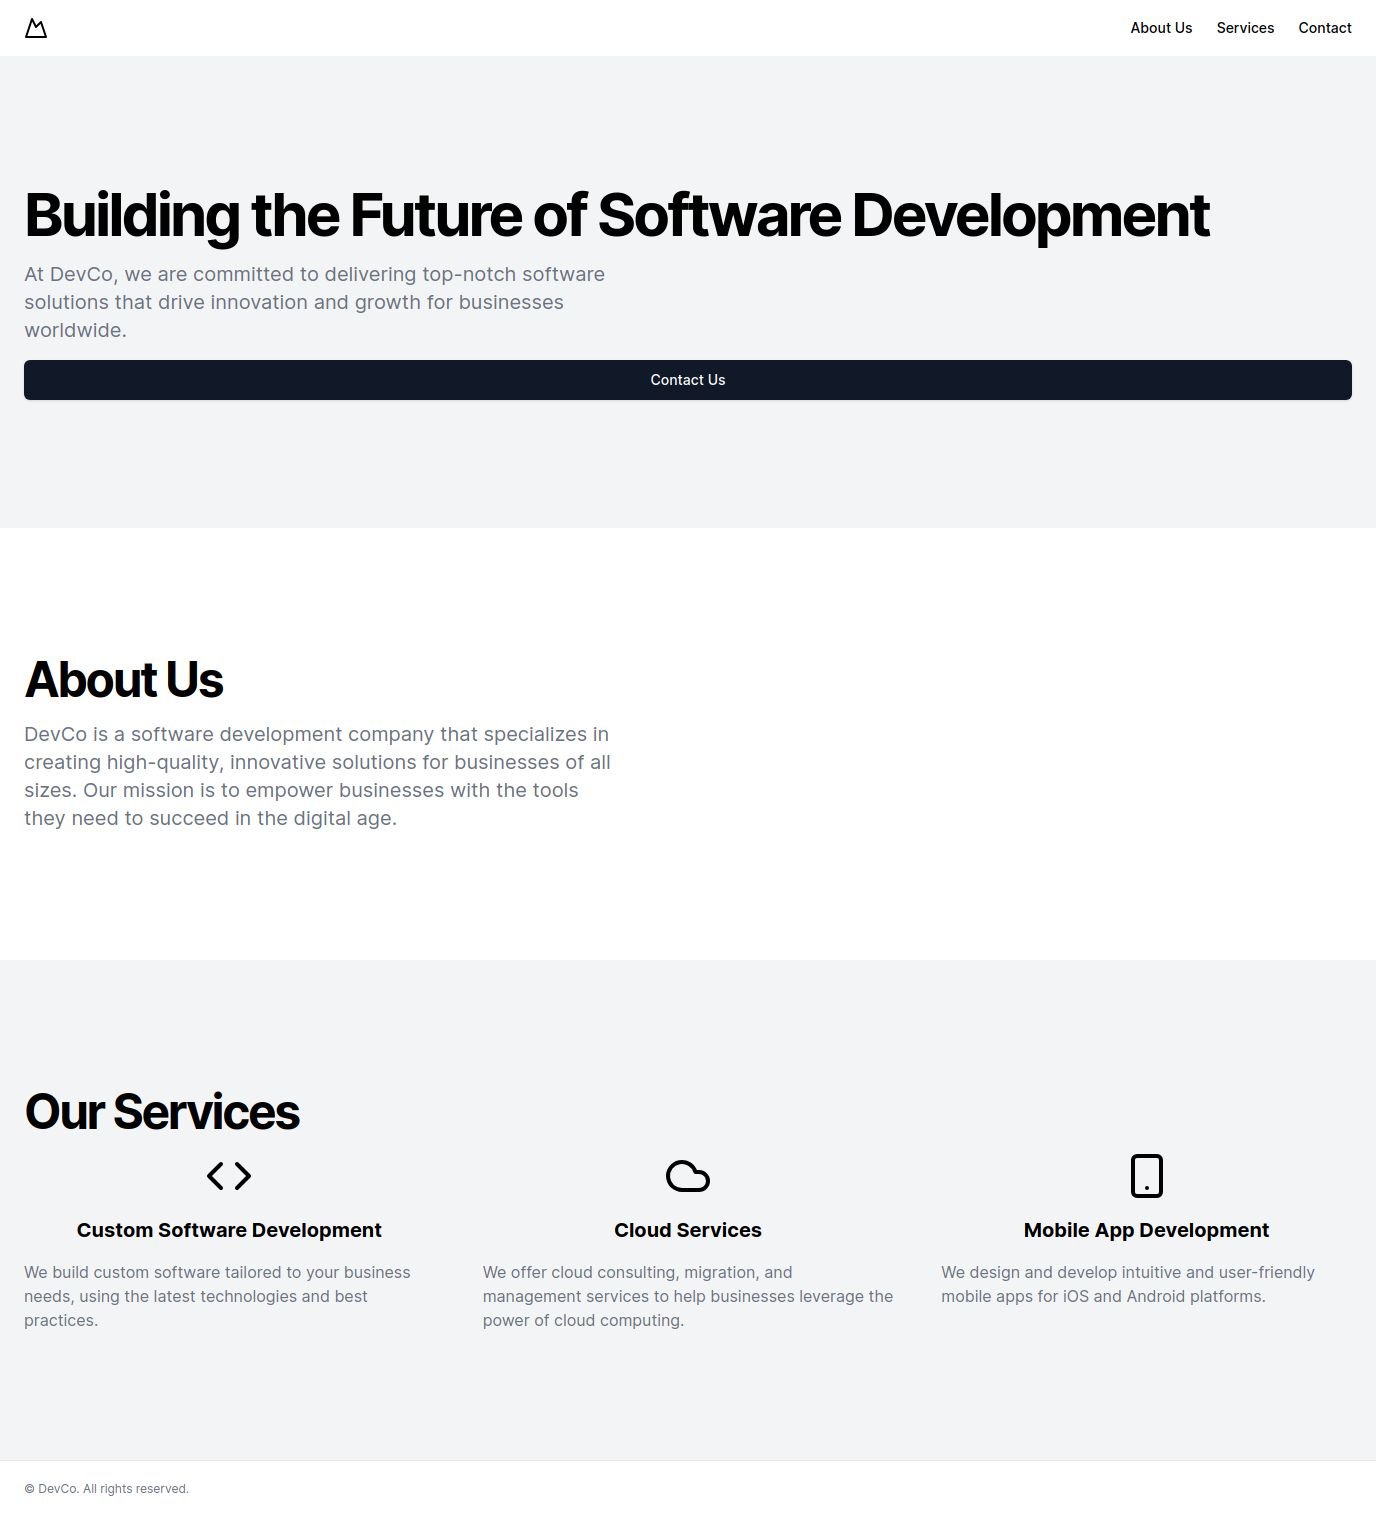 About Us Services Contact
Building the Future of Software Development
At DevCo, we are committed to delivering top-notch software
solutions that drive innovation and growth for businesses
worldwide.
Contact Us
About Us
DevCo is a software development company that specializes in
creating high-quality, innovative solutions for businesses of all
sizes. Our mission is to empower businesses with the tools
they need to succeed in the digital age.
Our Services
Custom Software Development
We build custom software tailored to your business
needs, using the latest technologies and best
practices.
Cloud Services
We offer cloud consulting, migration, and
management services to help businesses leverage the
power of cloud computing.
Mobile App Development
We design and develop intuitive and user-friendly
mobile apps for iOS and Android platforms.
© DevCo. All rights reserved.